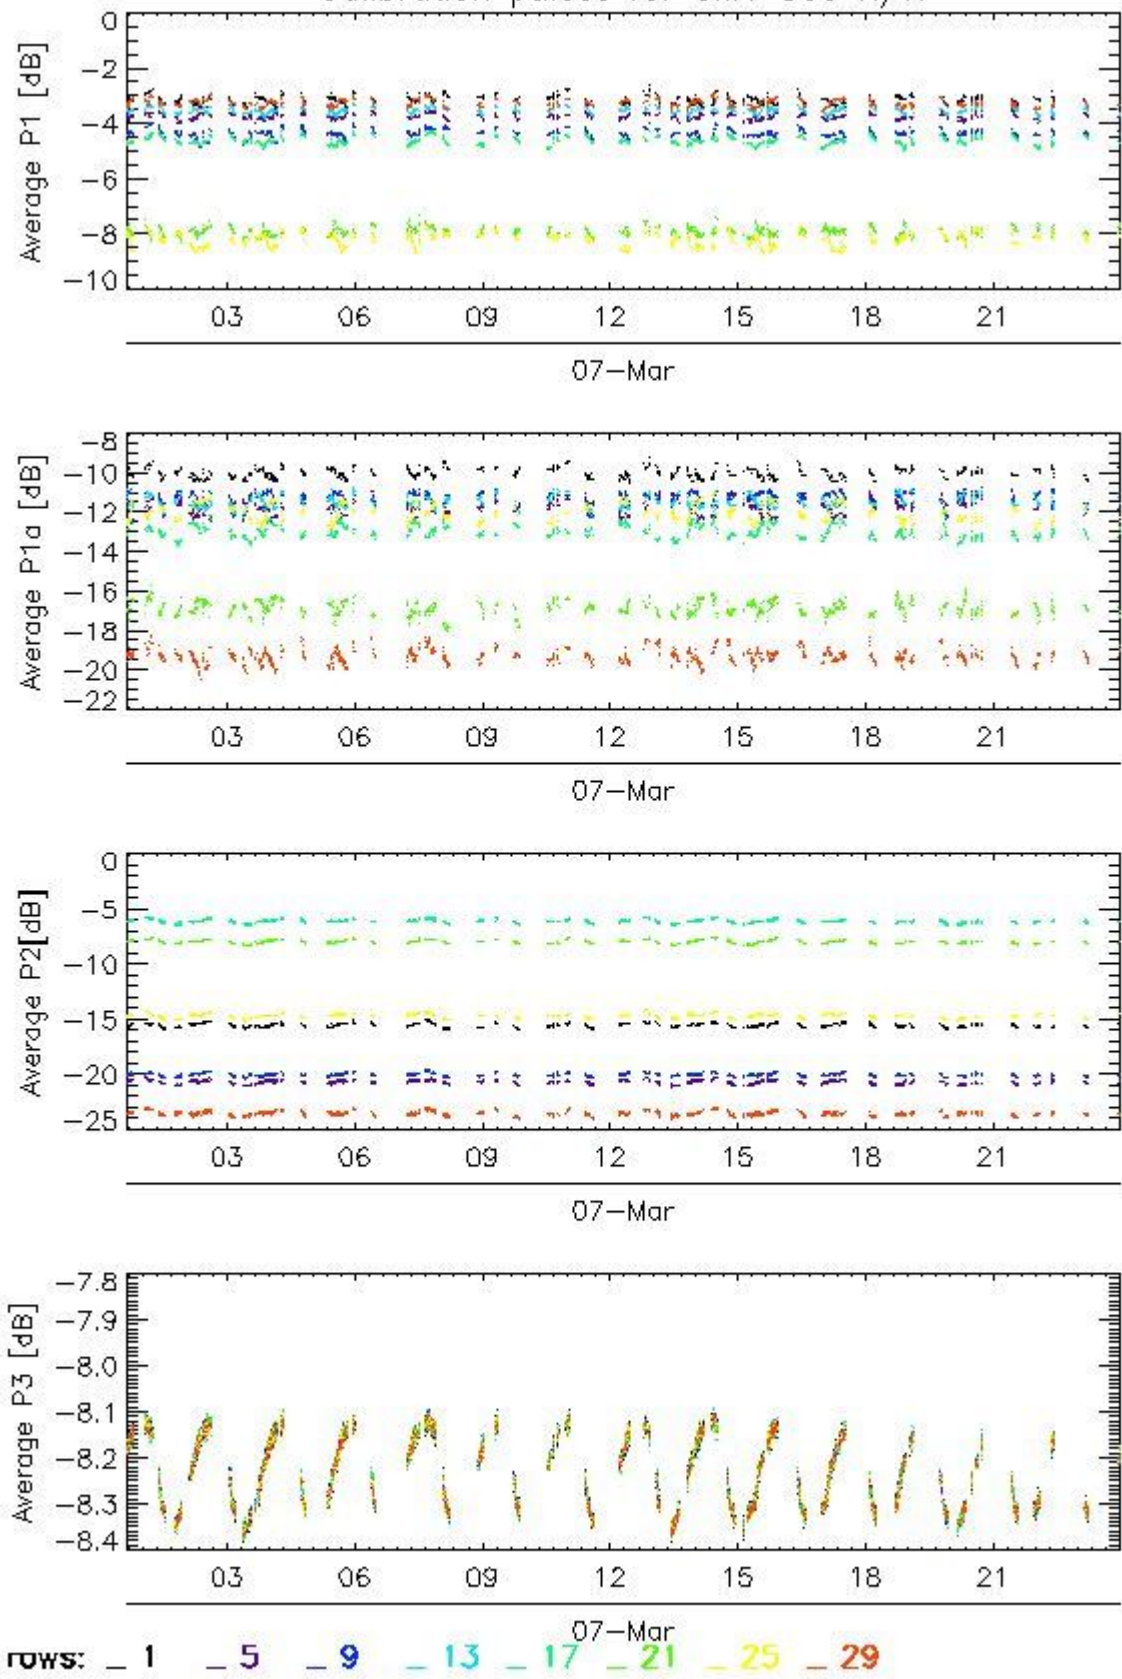 0
-2
-4
-6
-8
-10
Average P1 [dB]
03 06 09 12 15 18 21
07-Mar
-8
-10
-12
-14
-16
-18
-20
-22
Average P1a [dB]
03 06 09 12 15 18 21
07-Mar
0
-5
-10
-15
-20
-25
Average P2[dB]
03 06 09 12 15 18 21
07-Mar
-7.8
-7.9
-8.0
-8.1
-8.2
-8.3
-8.4
Average P3 [dB]
03 06 09 12 15 18 21
07-Mar
rows: _ 1 _ 5 _ 9 _ 13 _ 17 _ 21 _ 25 _ 29